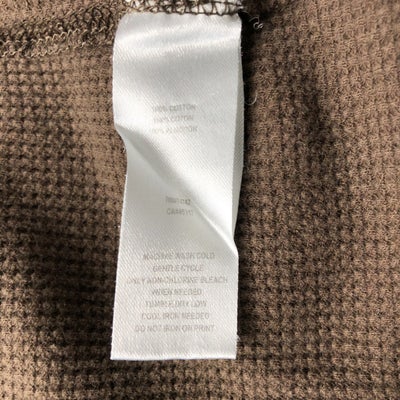 100% COTTON
100% COTON
100% ALGODON
MACHINE WASH COLD
GENTLE CYCLE
ONLY NON-CHLORINE BLEACH
WHEN NEEDED
TUMBLE DRY LOW
COOL IRON NEEDED
DO NOT IRON ON PRINT